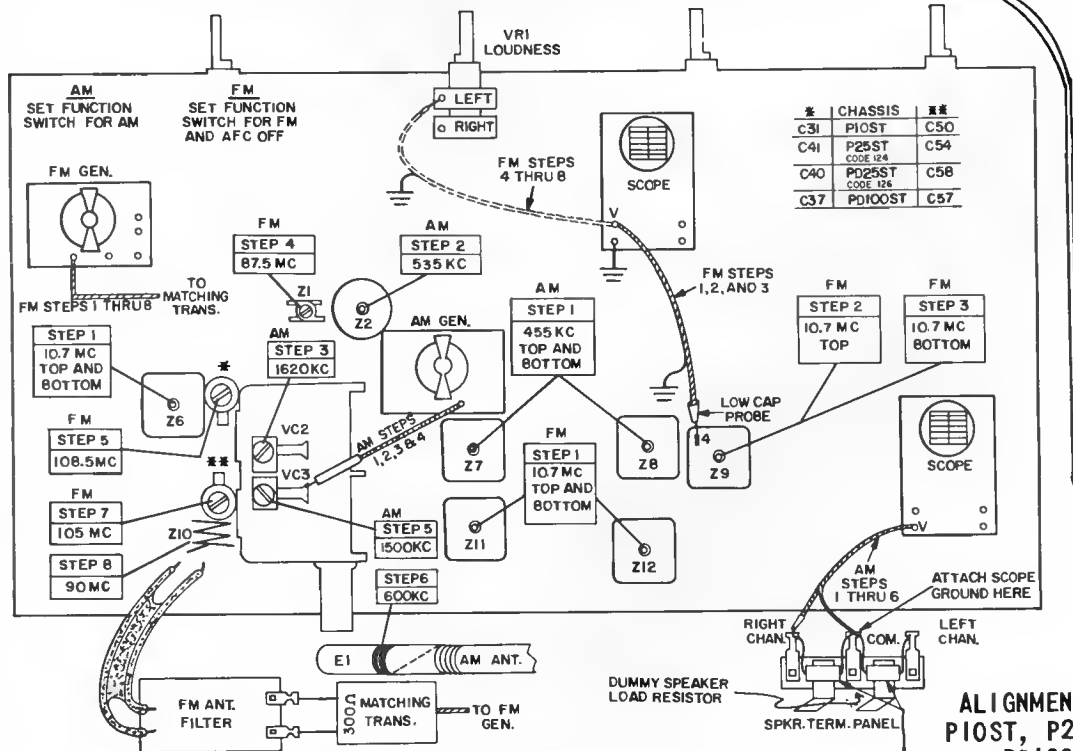 VR1
LOUDNESS
LEFT
RIGHT
AM
SET FUNCTION
SWITCH FOR AM
FM
SET FUNCTION
SWITCH FOR FM
AND AFC OFF
* CHASSIS **
C31 P10ST C50
C41 P25ST C54
CODE 124
C40 PD25ST C58
CODE 126
C37 PD100ST C57
FM GEN.
FM STEPS 1 THRU 8
TO
MATCHING
TRANS.
FM STEPS
4 THRU 8
SCOPE
V
FM STEPS
1, 2, AND 3
FM
STEP 4
87.5 MC
Z1
AM
STEP 2
535 KC
Z2
AM
STEP 3
1620KC
AM GEN.
AM STEPS
1, 2, 3 & 4
AM
STEP 1
455 KC
TOP AND
BOTTOM
FM
STEP 2
10.7 MC
TOP
FM
STEP 3
10.7 MC
BOTTOM
LOW CAP
PROBE
4
STEP 1
10.7 MC
TOP AND
BOTTOM
Z6
*
FM
STEP 5
108.5MC
**
FM
STEP 7
105 MC
Z10
STEP 8
90 MC
VC2
VC3
AM
STEP 5
1500KC
Z7
Z8
Z9
FM
STEP 1
10.7 MC
TOP AND
BOTTOM
Z11
Z12
SCOPE
V
AM
STEPS
1 THRU 6
ATTACH SCOPE
GROUND HERE
RIGHT
CHAN.
COM.
LEFT
CHAN.
STEP6
600KC
E1
AM ANT.
FM ANT.
FILTER
300Ω
MATCHING
TRANS.
TO FM
GEN.
DUMMY SPEAKER
LOAD RESISTOR
SPKR. TERM. PANEL
ALIGNMEN
P10ST, P2